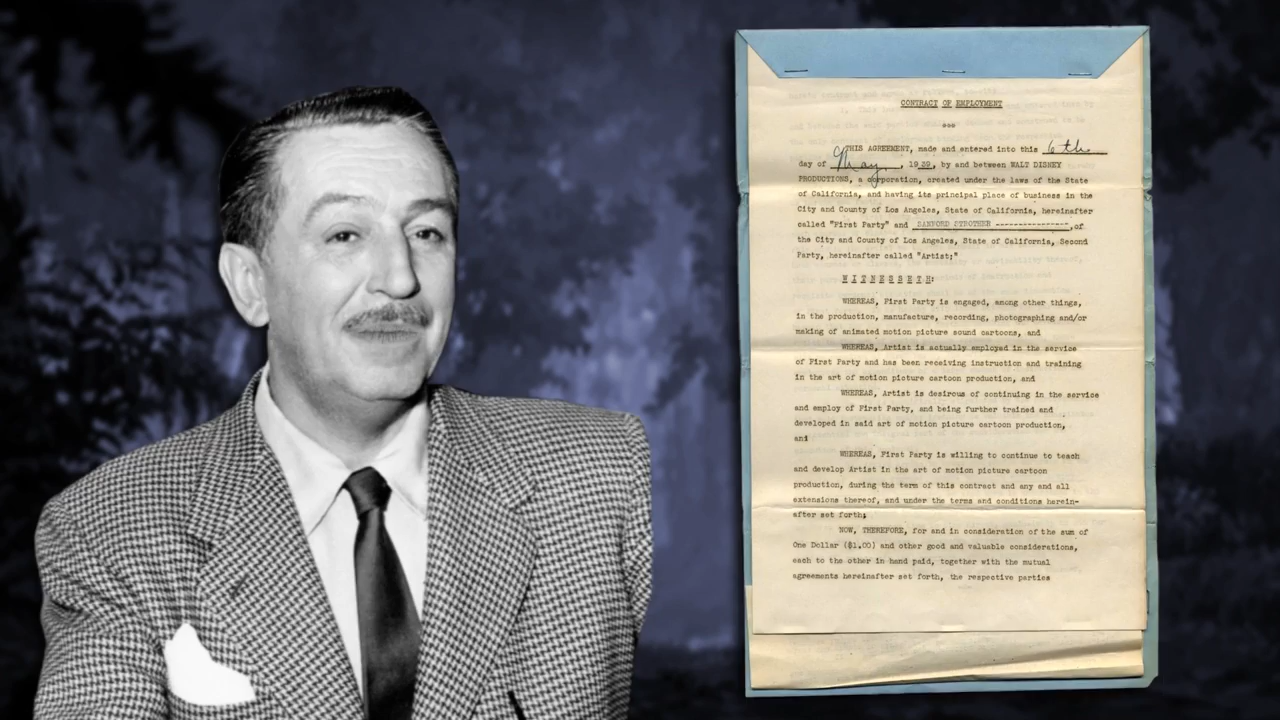 CONTRACT OF EMPLOYMENT
THIS AGREEMENT, made and entered into this 6th
day of May, 1939, by and between WALT DISNEY
PRODUCTIONS, a corporation, created under the laws of the State
of California, and having its principal place of business in the
City and County of Los Angeles, State of California, hereinafter
called "First Party" and SANFORD STROTHER --------------,of
the City and County of Los Angeles, State of California, Second
Party, hereinafter called "Artist;"
WITNESSETH:
WHEREAS, First Party is engaged, among other things,
in the production, manufacture, recording, photographing and/or
making of animated motion picture sound cartoons, and
WHEREAS, Artist is actually employed in the service
of First Party and has been receiving instruction and training
in the art of motion picture cartoon production, and
WHEREAS, Artist is desirous of continuing in the service
and employ of First Party, and being further trained and
developed in said art of motion picture cartoon production,
and
WHEREAS, First Party is willing to continue to teach
and develop Artist in the art of motion picture cartoon
production, during the term of this contract and any and all
extensions thereof, and under the terms and conditions herein-
after set forth;
NOW, THEREFORE, for and in consideration of the sum of
One Dollar ($1.00) and other good and valuable considerations,
each to the other in hand paid, together with the mutual
agreements hereinafter set forth, the respective parties